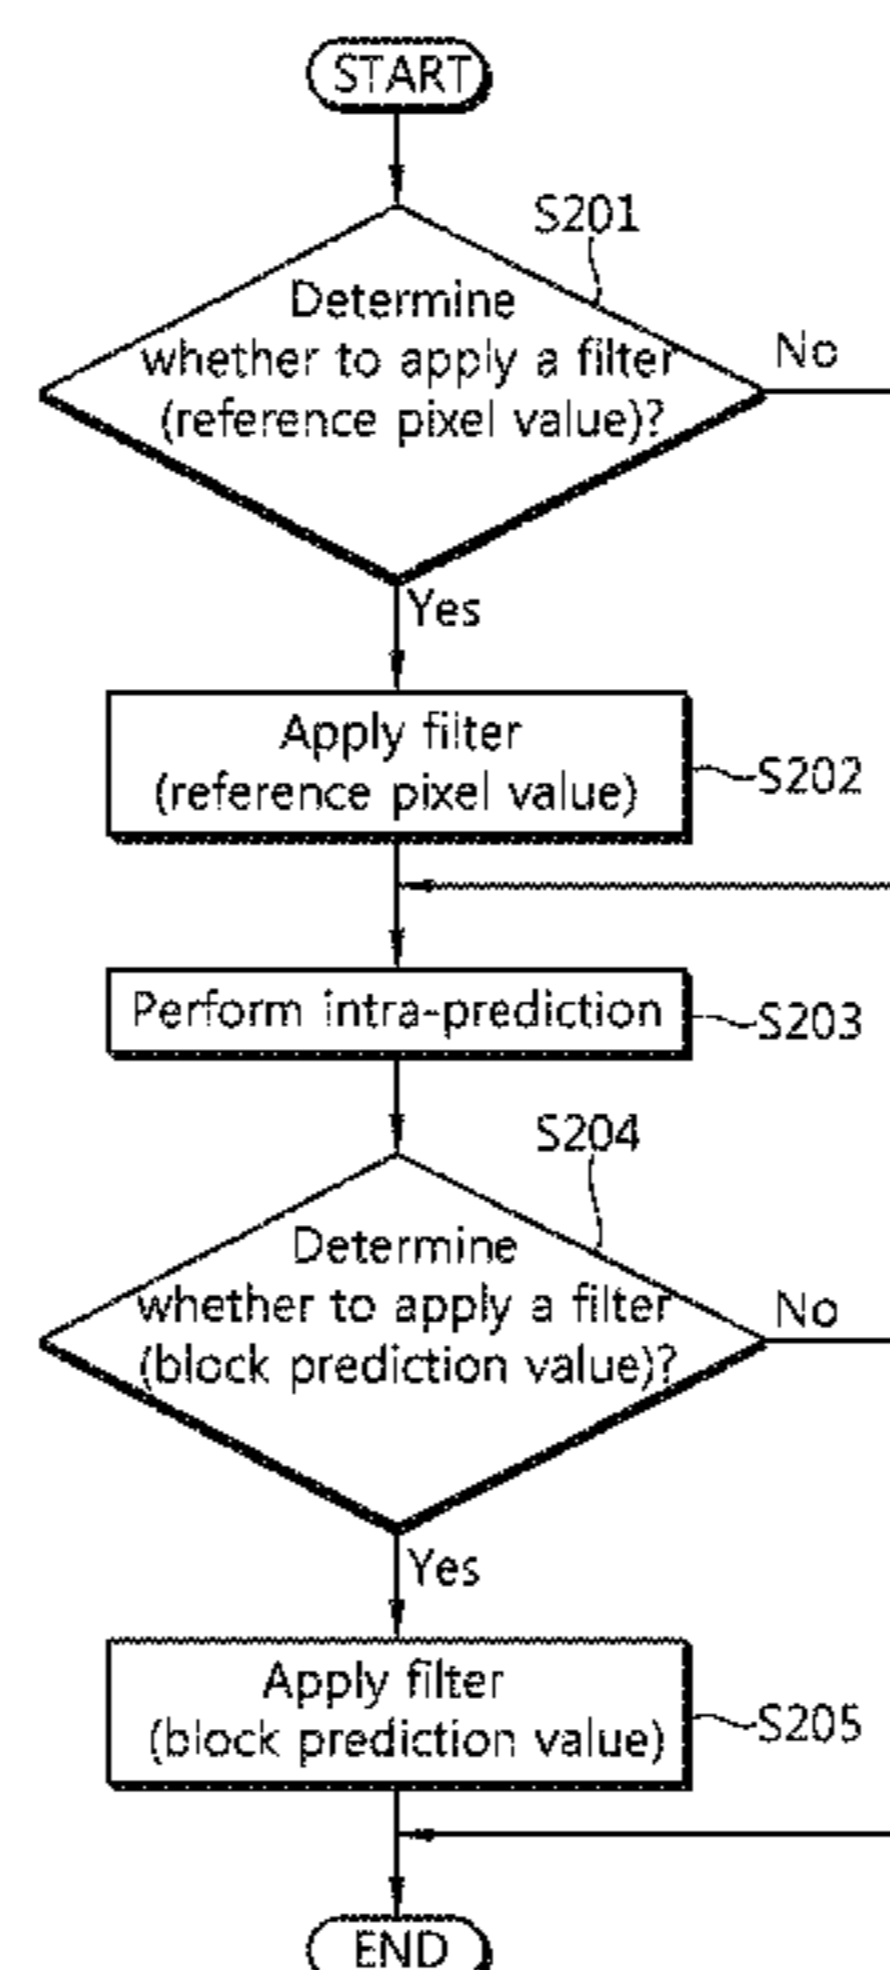 START
S201
Determine
whether to apply a filter
(reference pixel value)?
No
Yes
Apply filter
(reference pixel value)
S202
Perform intra-prediction
S203
S204
Determine
whether to apply a filter
(block prediction value)?
No
Yes
Apply filter
(block prediction value)
S205
END